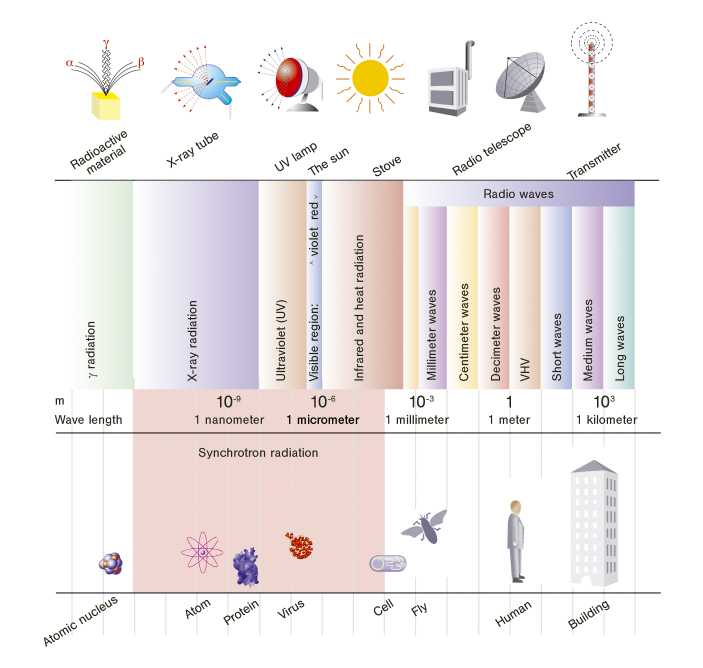 γ
α
β
Radioactive
material
X-ray tube
UV lamp
The sun
Stove
Radio telescope
Transmitter
Radio waves
γ radiation
X-ray radiation
Ultraviolet (UV)
Visible region: ^ violet red ˅
Infrared and heat radiation
Millimeter waves
Centimeter waves
Decimeter waves
VHV
Short waves
Medium waves
Long waves
m 10⁻⁹ 10⁻⁶ 10⁻³ 1 10³
Wave length 1 nanometer 1 micrometer 1 millimeter 1 meter 1 kilometer
Synchrotron radiation
Atomic nucleus
Atom
Protein
Virus
Cell
Fly
Human
Building